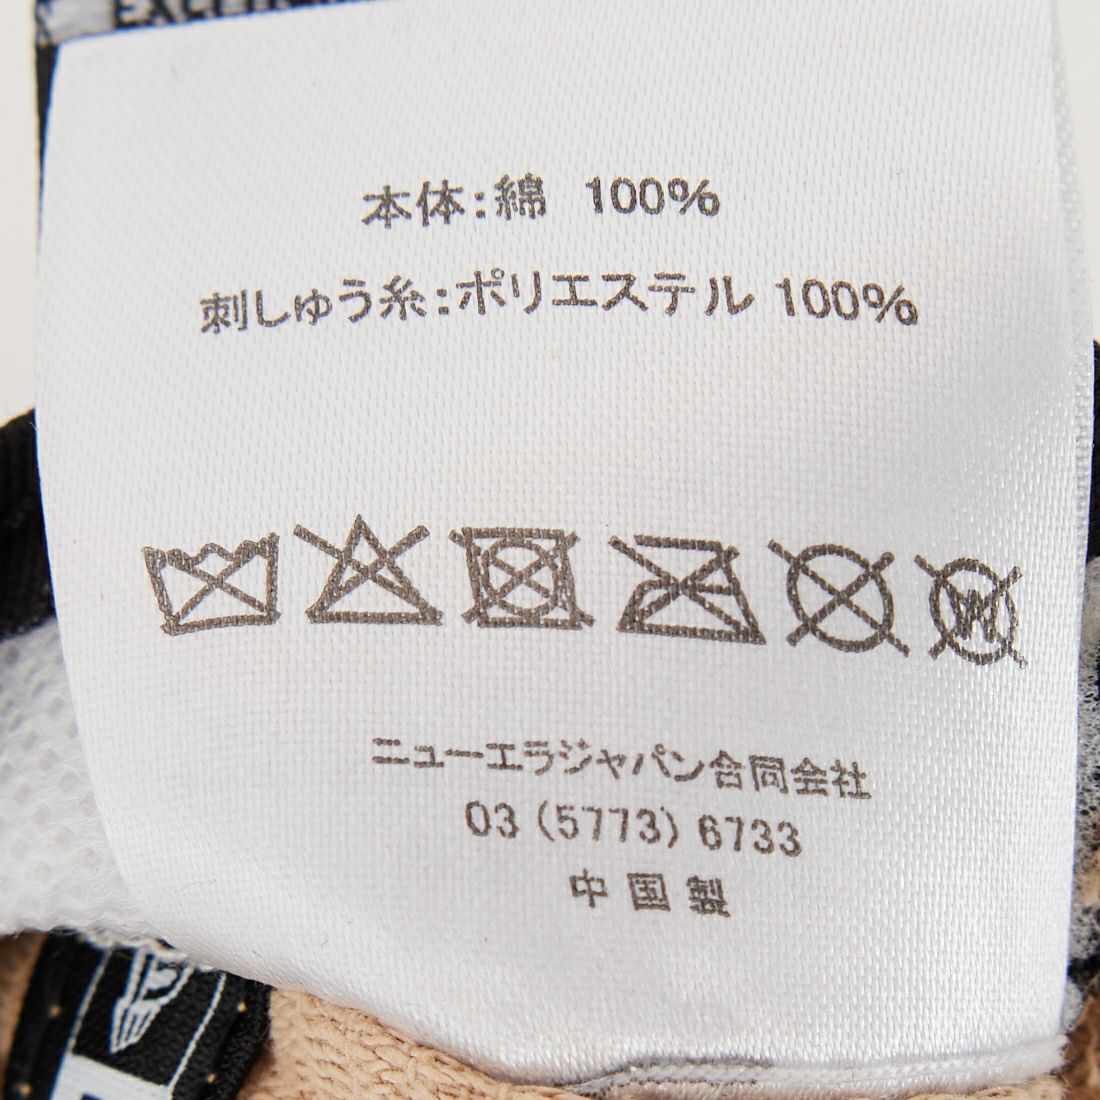 本体:綿 100%
刺しゅう糸:ポリエステル 100%
ニューエラジャパン合同会社
03 (5773) 6733
中国製